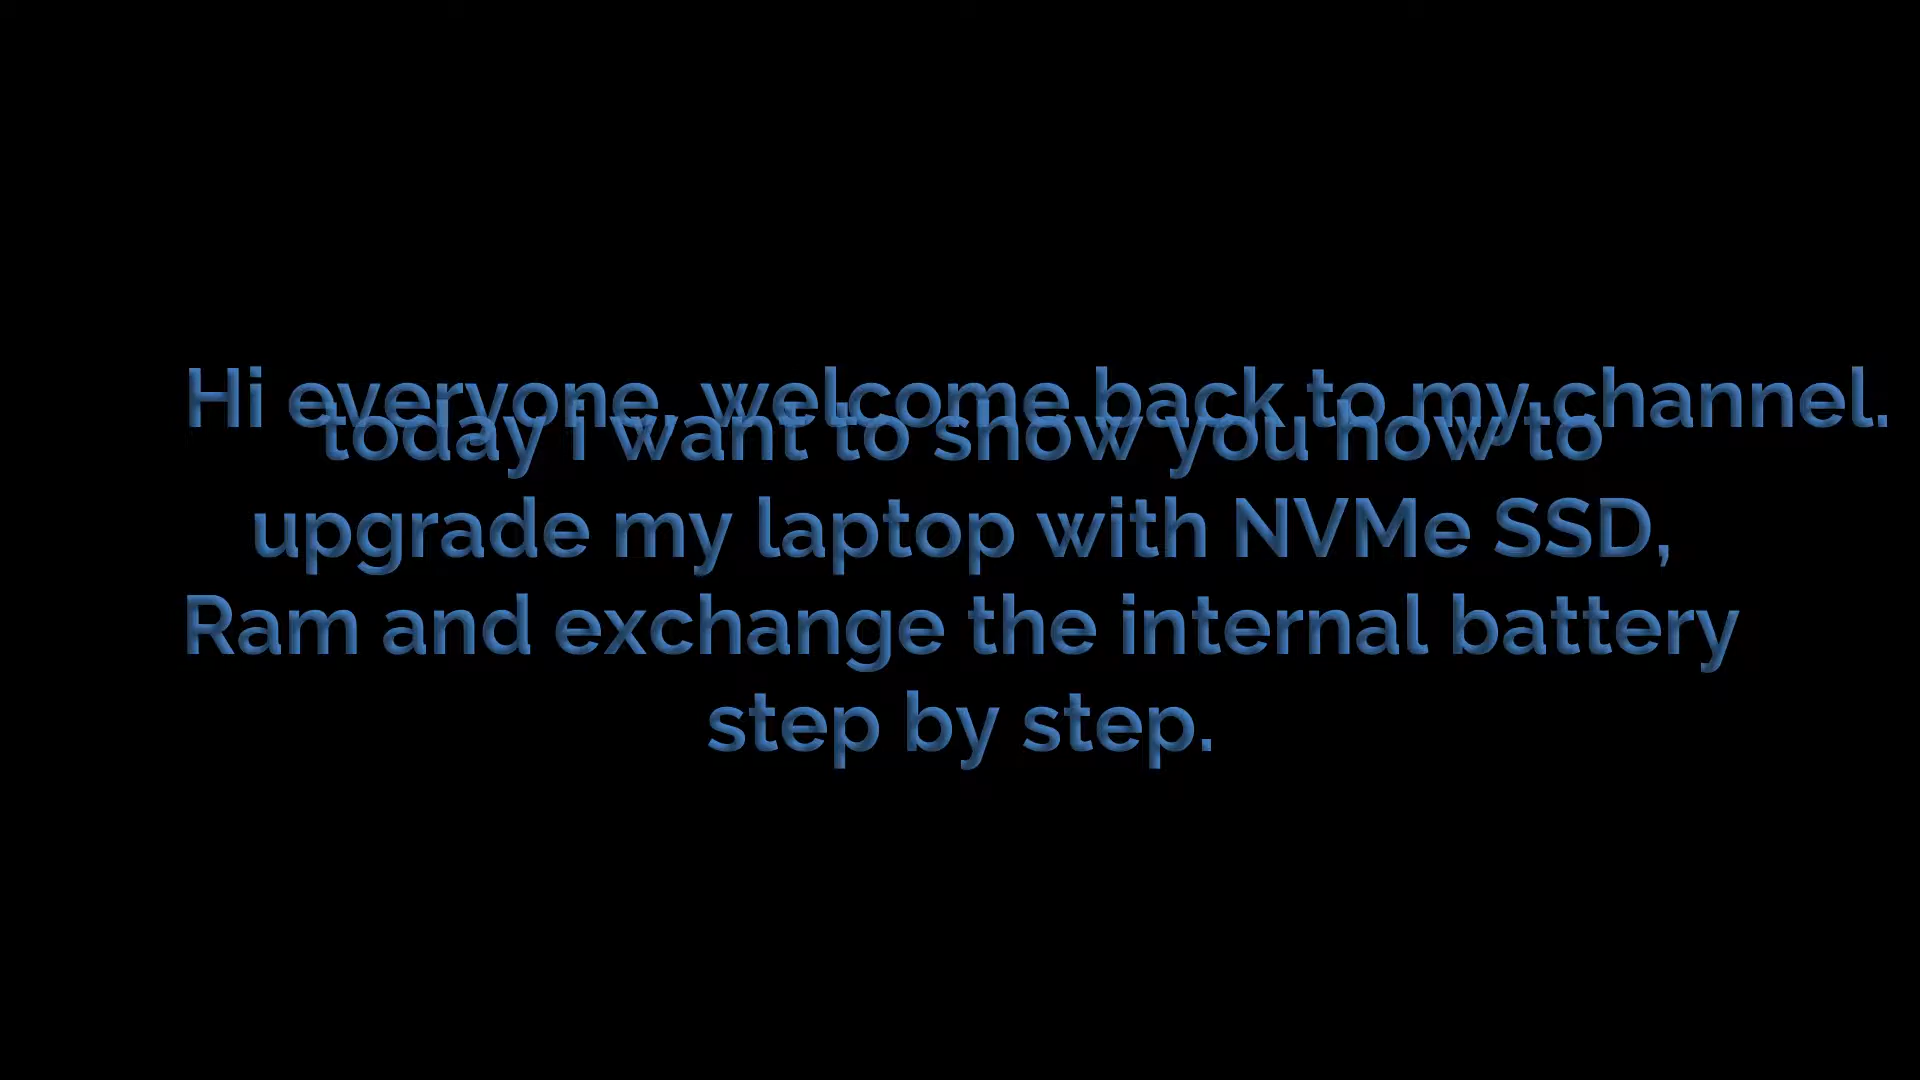 Hi everyone, welcome back to my channel.
today i want to show you how to
upgrade my laptop with NVMe SSD,
Ram and exchange the internal battery
step by step.